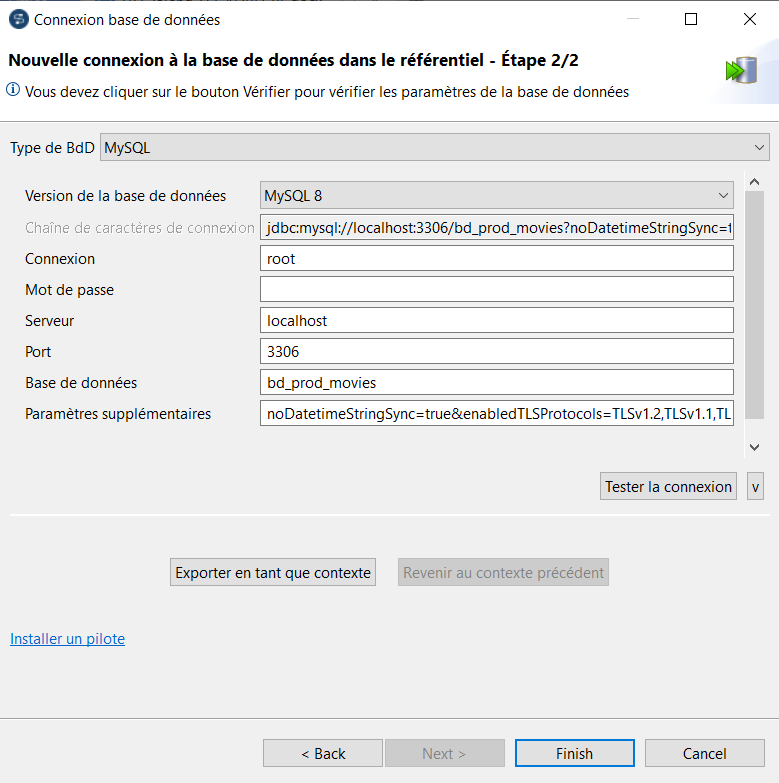 Connexion base de données
Nouvelle connexion à la base de données dans le référentiel - Étape 2/2
Vous devez cliquer sur le bouton Vérifier pour vérifier les paramètres de la base de données
Type de BdD MySQL
Version de la base de données MySQL 8
Chaîne de caractères de connexion jdbc:mysql://localhost:3306/bd_prod_movies?noDatetimeStringSync=t
Connexion root
Mot de passe
Serveur localhost
Port 3306
Base de données bd_prod_movies
Paramètres supplémentaires noDatetimeStringSync=true&enabledTLSProtocols=TLSv1.2,TLSv1.1,TL
Tester la connexion v
Exporter en tant que contexte Revenir au contexte précédent
Installer un pilote
< Back Next > Finish Cancel